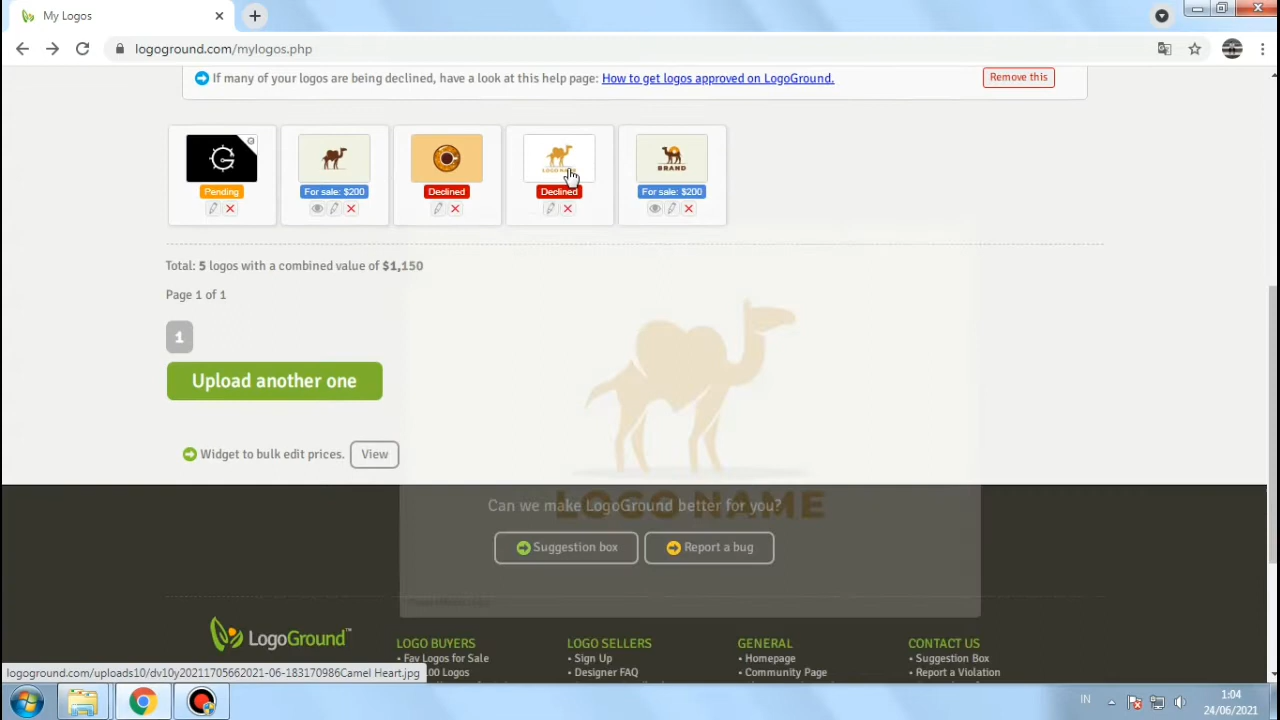 My Logos
logoground.com/mylogos.php
If many of your logos are being declined, have a look at this help page: How to get logos approved on LogoGround.
Remove this
G
BRAND
Pending
For sale: $200
Declined
Declined
For sale: $200
Total: 5 logos with a combined value of $1,150
Page 1 of 1
1
Upload another one
Widget to bulk edit prices.
View
LOGO NAME
Can we make LogoGround better for you?
Suggestion box
Report a bug
LogoGround™
LOGO BUYERS
LOGO SELLERS
GENERAL
CONTACT US
• Fav Logos for Sale
• Sign Up
• Homepage
• Suggestion Box
00 Logos
• Designer FAQ
• Community Page
• Report a Violation
logoground.com/uploads10/dv10y20211705662021-06-183170986Camel Heart.jpg
IN
1:04
24/06/2021